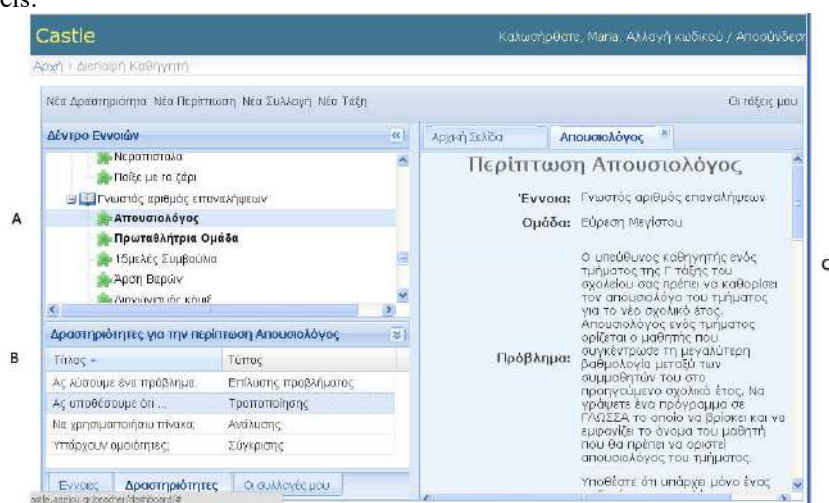 cis.
Castle
Καλωσήρθατε, Maria. Αλλαγή κωδικού / Αποσύνδεσ
Αρχή › Διεπαφή Καθηγητή
Νέα Δραστηριότητα Νέα Περίπτωση Νέα Συλλογή Νέα Τάξη
Οι τάξεις μου
Δέντρο Εννοιών
Νεροπίστολα
Παίξε με το ζάρι
Γνωστός αριθμός επαναλήψεων
A
Απουσιολόγος
Πρωταθλήτρια Ομάδα
15μελές Συμβούλιο
Άρση Βαρών
B
Δραστηριότητες για την περίπτωση Απουσιολόγος
Τίτλος
Τύπος
Ας λύσουμε ένα πρόβλημα;
Επίλυσης προβλήματος
Ας υποθέσουμε ότι ...
Τροποποίησης
Να χρησιμοποιήσω πίνακα;
Ανάλυσης
Υπάρχουν ομοιότητες;
Σύγκρισης
Έννοιες
Δραστηριότητες
Οι συλλογές μου
Αρχική Σελίδα
Απουσιολόγος
Περίπτωση Απουσιολόγος
Έννοια: Γνωστός αριθμός επαναλήψεων
Ομάδα: Εύρεση Μεγίστου
Πρόβλημα:
Ο υπεύθυνος καθηγητής ενός
τμήματος της Γ τάξης του
σχολείου σας πρέπει να καθορίσει
τον απουσιολόγο του τμήματος
για το νέο σχολικό έτος.
Απουσιολόγος ενός τμήματος
ορίζεται ο μαθητής που
συγκέντρωσε τη μεγαλύτερη
βαθμολογία μεταξύ των
συμμαθητών του στο
προηγούμενο σχολικό έτος. Να
γράψετε ένα πρόγραμμα σε
ΓΛΩΣΣΑ το οποίο να βρίσκει και να
εμφανίζει το όνομα του μαθητή
που θα πρέπει να οριστεί
απουσιολόγος του τμήματος.
Υποθέστε ότι υπάρχει μόνο ένας